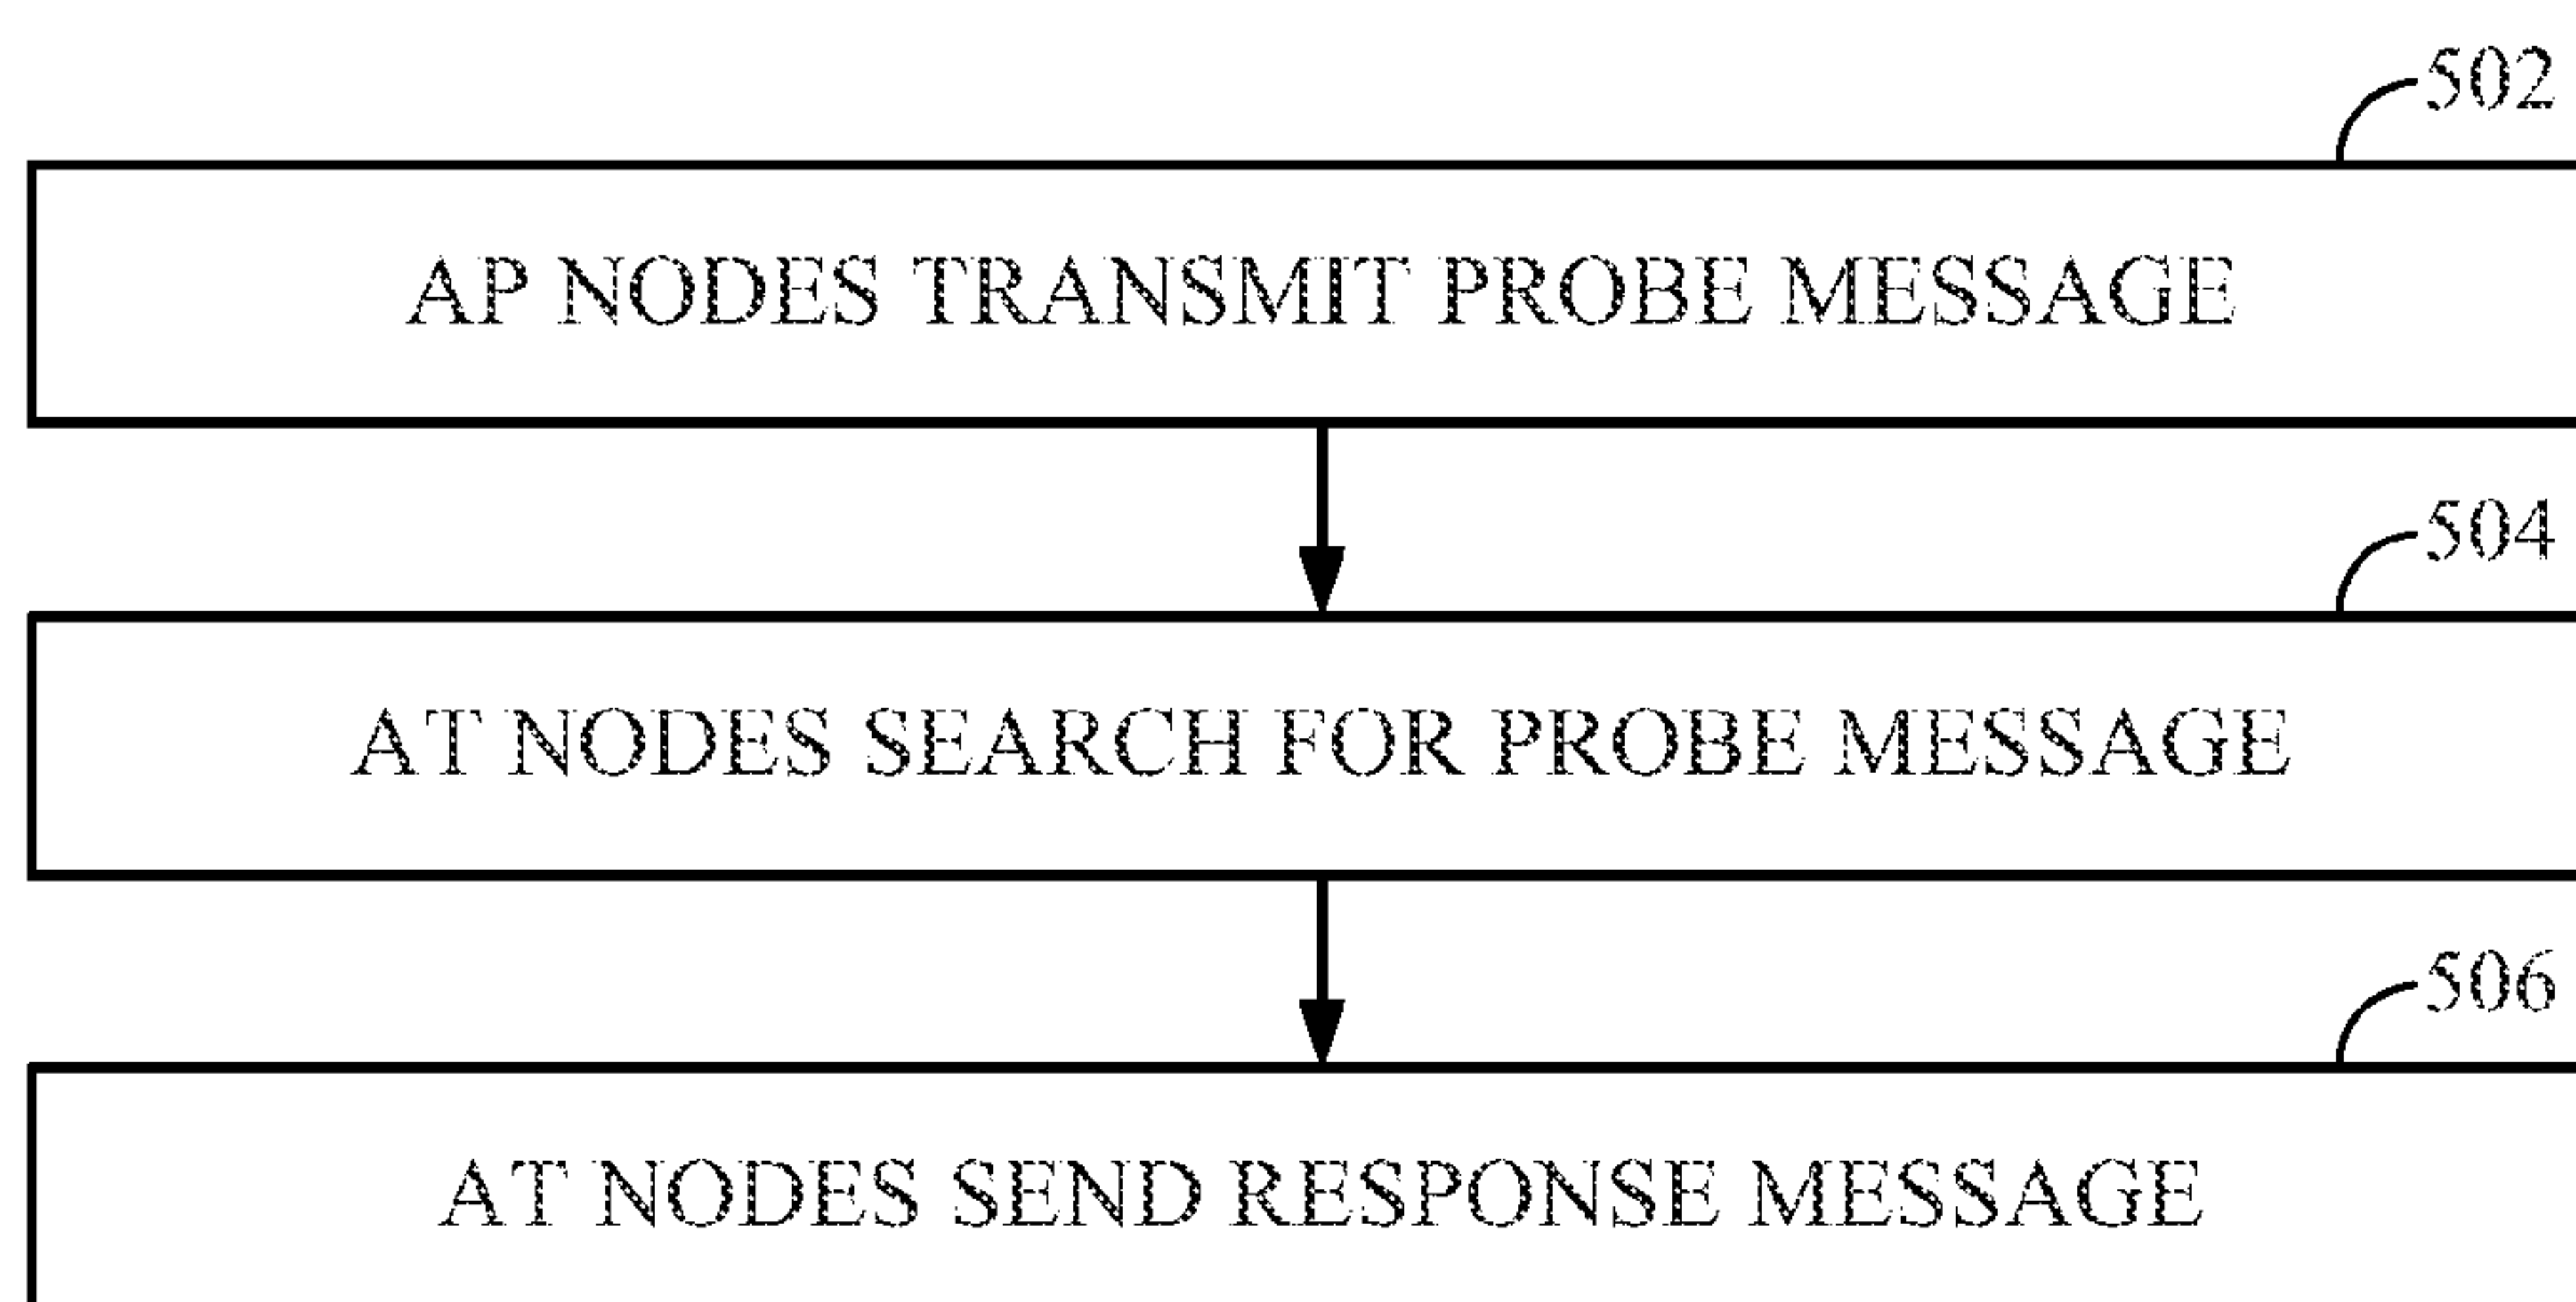 502
AP NODES TRANSMIT PROBE MESSAGE
504
AT NODES SEARCH FOR PROBE MESSAGE
506
AT NODES SEND RESPONSE MESSAGE